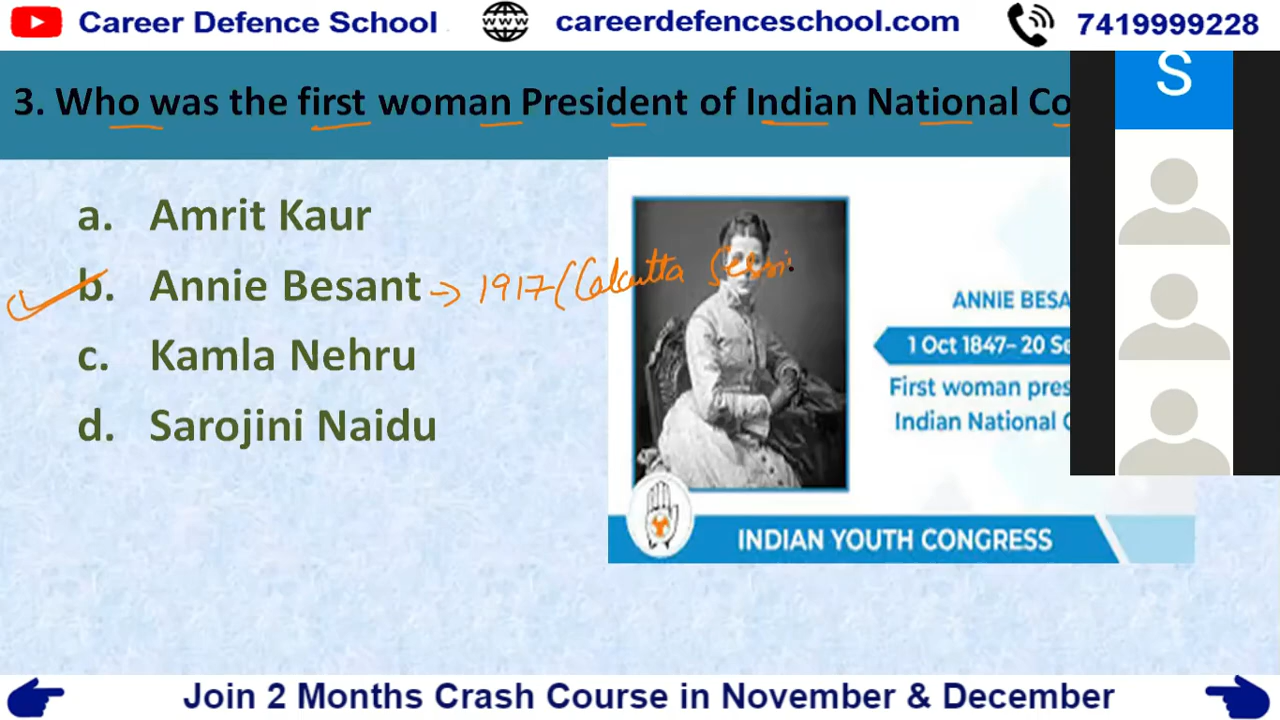 Career Defence School
WWW
careerdefenceschool.com
7419999228
3. Who was the first woman President of Indian National Co
S
a. Amrit Kaur
b. Annie Besant → 1917 (Calcutta Sessi
c. Kamla Nehru
d. Sarojini Naidu
ANNIE BESA
1 Oct 1847– 20 Se
First woman pres
Indian National C
INDIAN YOUTH CONGRESS
Join 2 Months Crash Course in November & December